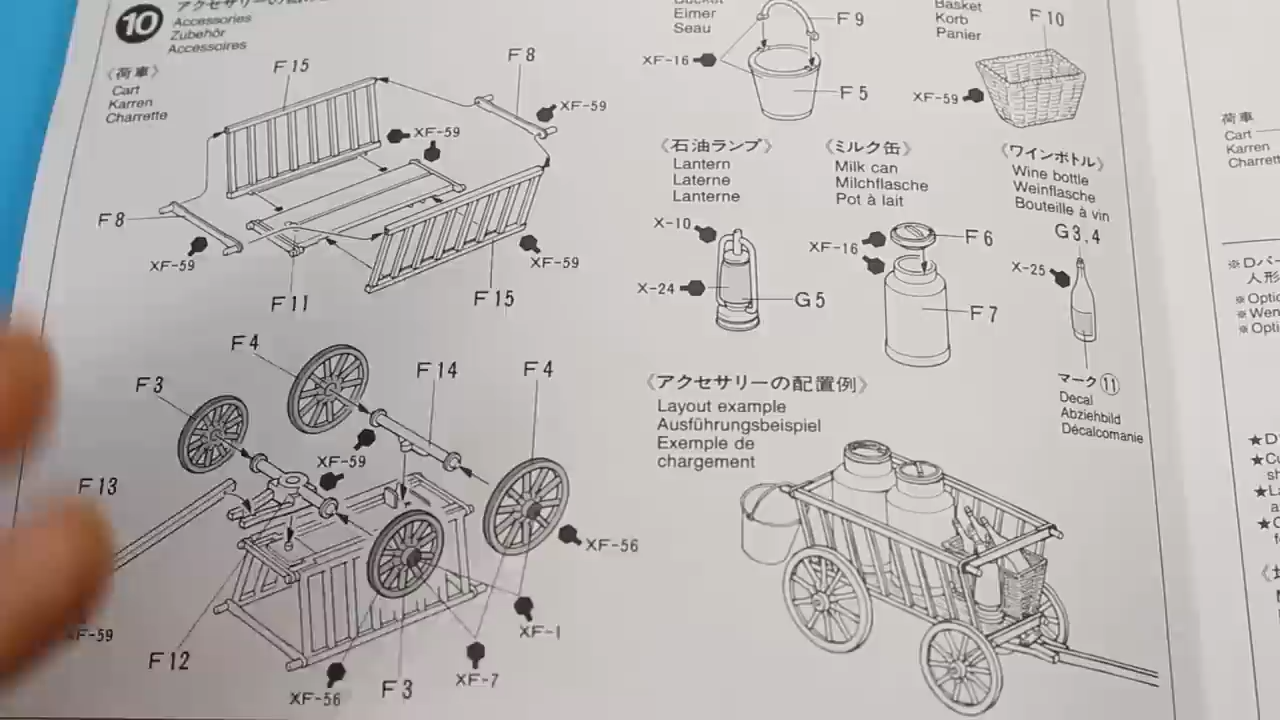 10
Accessories
Zubehör
Accessoires
《荷車》
Cart
Karren
Charrette
F15
F8
XF-59
XF-59
F8
XF-59
XF-59
F11
F15
F4
F3
F14
F4
XF-59
F13
XF-56
XF-59
XF-1
F12
XF-7
XF-56
F3
Eimer
Seau
F9
XF-16
F5
Basket
Korb
Panier
F10
XF-59
《石油ランプ》
Lantern
Laterne
Lanterne
X-10
X-24
G5
《ミルク缶》
Milk can
Milchflasche
Pot à lait
XF-16
F6
F7
《ワインボトル》
Wine bottle
Weinflasche
Bouteille à vin
G3,4
X-25
マーク⑪
Decal
Abziehbild
Décalcomanie
《アクセサリーの配置例》
Layout example
Ausführungsbeispiel
Exemple de
chargement
荷車
Cart
Karren
※Dパー
人形